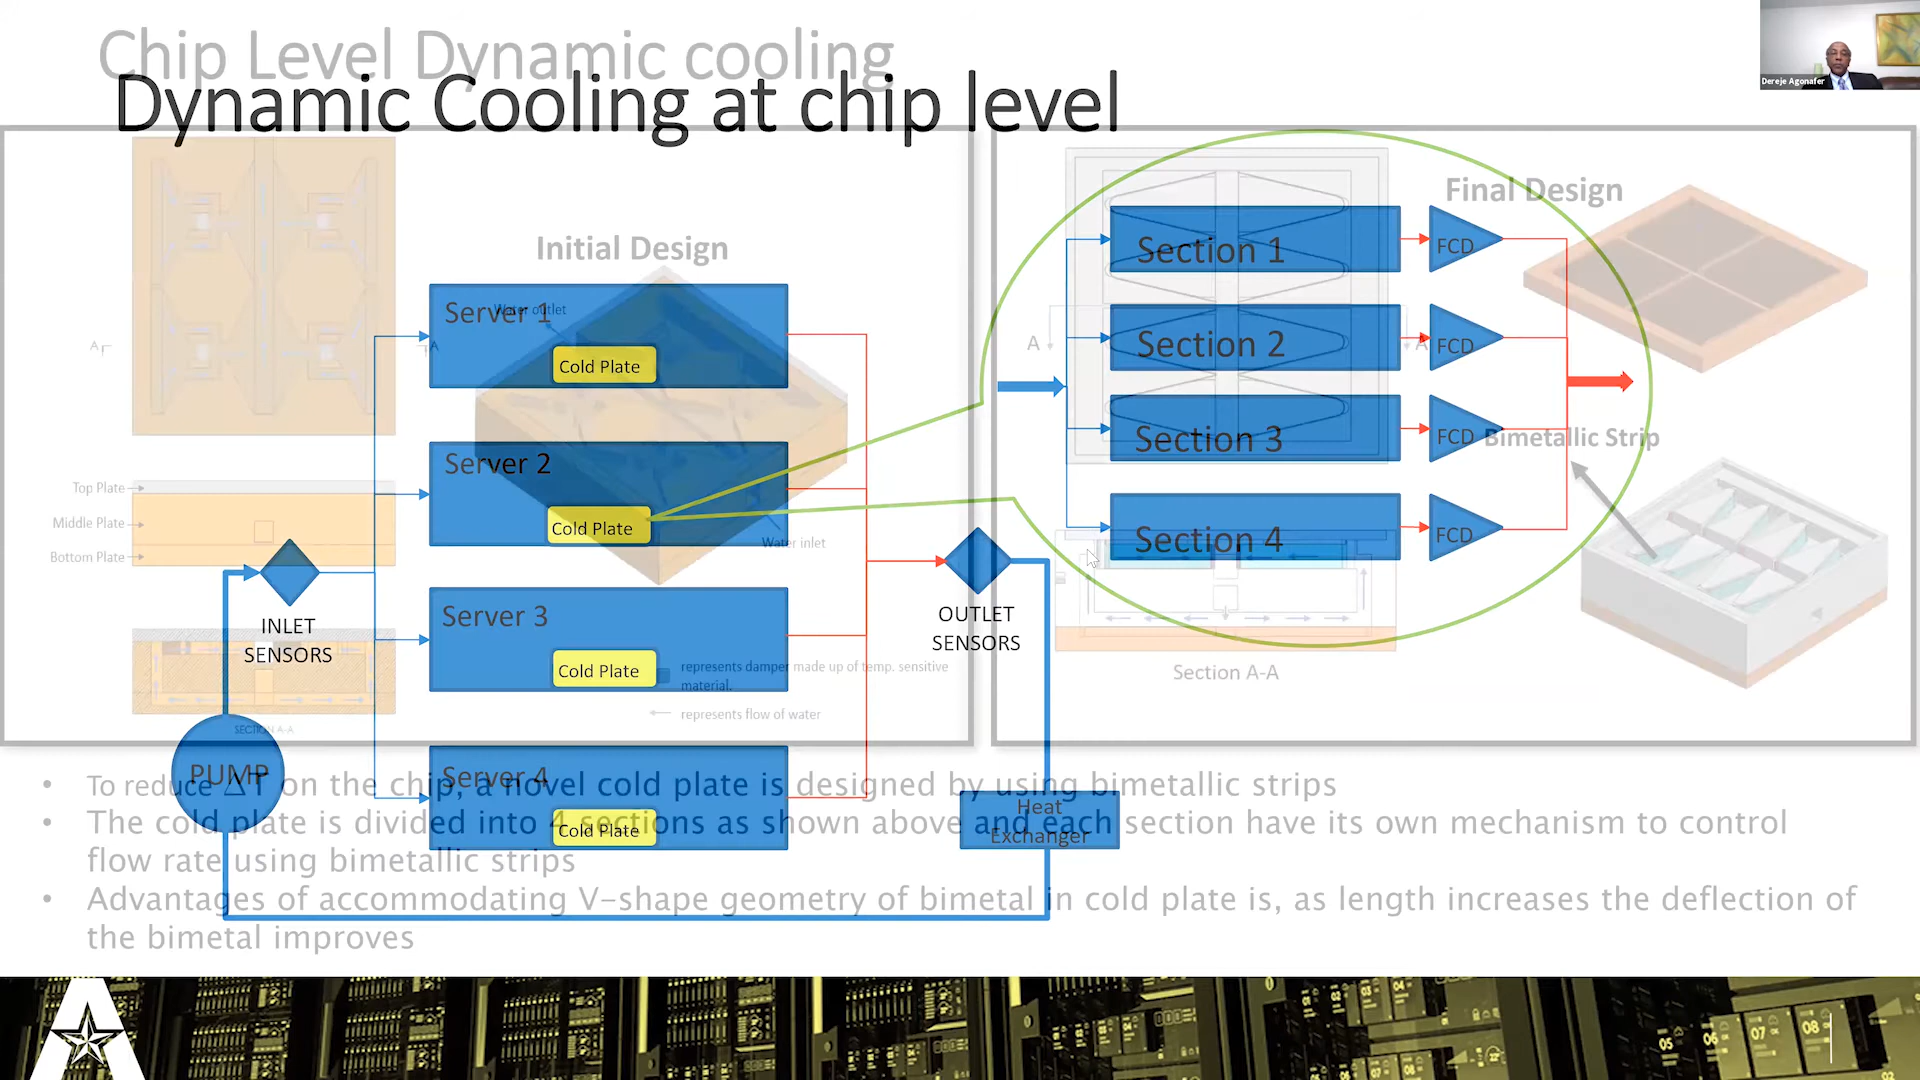 Chip Level Dynamic cooling
Dynamic Cooling at chip level
Dereje Agonafer
Initial Design
Final Design
Server 1
Water outlet
Cold Plate
Server 2
Cold Plate
Water inlet
Server 3
Cold Plate
Server 4
Cold Plate
A
A
Top Plate
Middle Plate
Bottom Plate
INLET
SENSORS
SECTION A-A
PUMP
represents damper made up of temp. sensitive
material.
represents flow of water
OUTLET
SENSORS
Heat
Exchanger
Section 1
FCD
Section 2
FCD
Section 3
FCD
Section 4
FCD
A
A
Bimetallic Strip
Section A-A
• To reduce ΔT on the chip, a novel cold plate is designed by using bimetallic strips
• The cold plate is divided into 4 sections as shown above and each section have its own mechanism to control
flow rate using bimetallic strips
• Advantages of accommodating V-shape geometry of bimetal in cold plate is, as length increases the deflection of
the bimetal improves
05
06
07
08